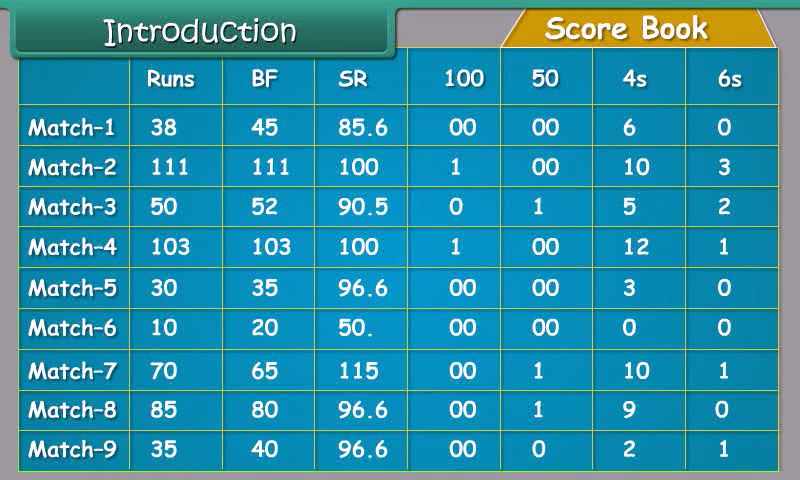 Introduction
Score Book
Runs BF SR 100 50 4s 6s
Match-1 38 45 85.6 00 00 6 0
Match-2 111 111 100 1 00 10 3
Match-3 50 52 90.5 0 1 5 2
Match-4 103 103 100 1 00 12 1
Match-5 30 35 96.6 00 00 3 0
Match-6 10 20 50. 00 00 0 0
Match-7 70 65 115 00 1 10 1
Match-8 85 80 96.6 00 1 9 0
Match-9 35 40 96.6 00 0 2 1